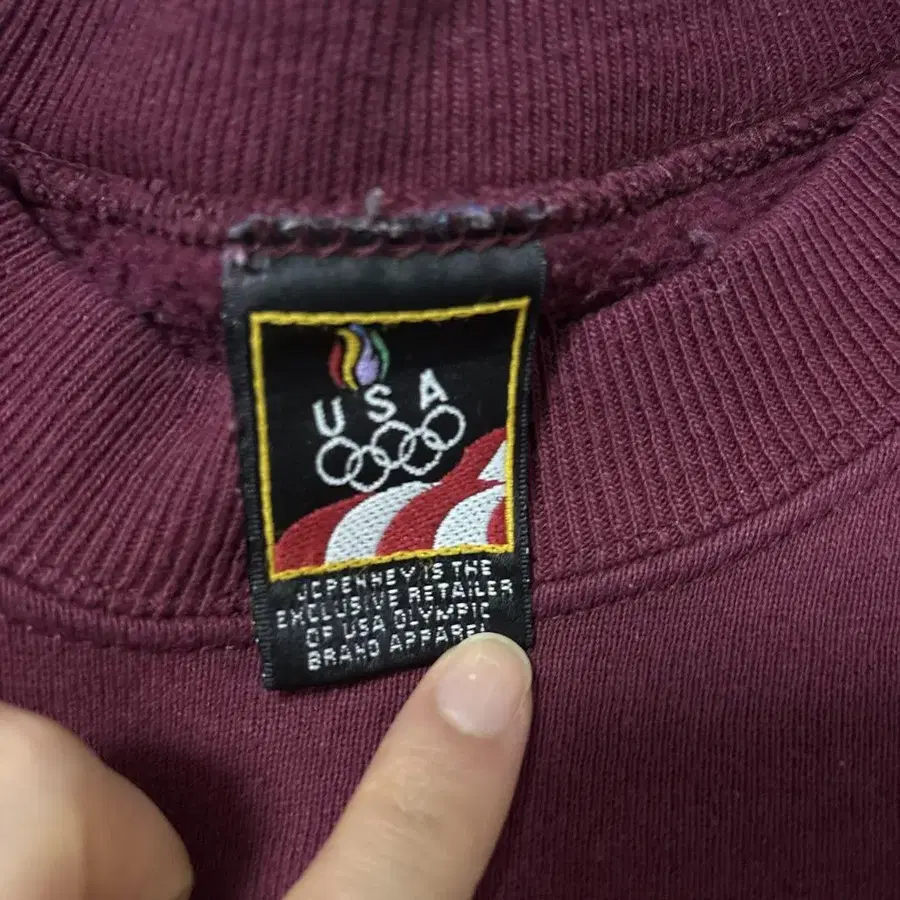 USA
JCPENNEY IS THE
EXCLUSIVE RETAILER
OF USA OLYMPIC
BRAND APPAREL